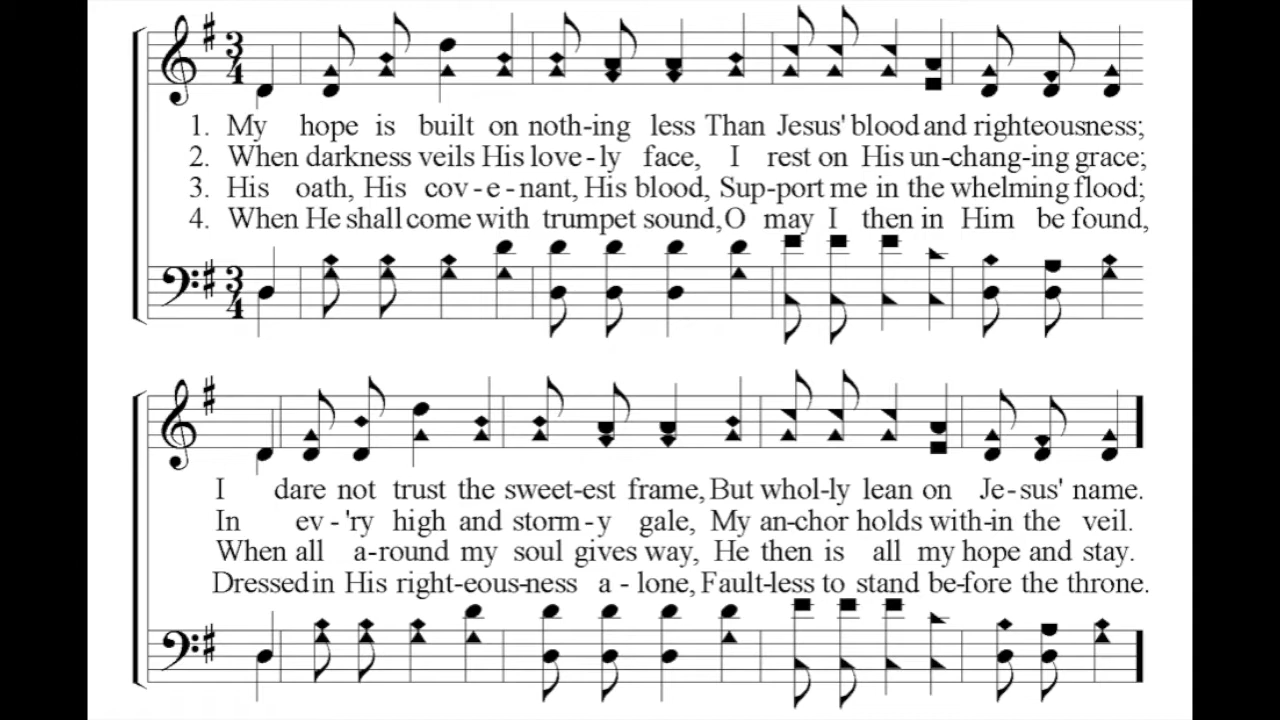 1. My hope is built on noth-ing less Than Jesus' blood and righteousness;
2. When darkness veils His love-ly face, I rest on His un-chang-ing grace;
3. His oath, His cov-e-nant, His blood, Sup-port me in the whelming flood;
4. When He shall come with trumpet sound, O may I then in Him be found,
I dare not trust the sweet-est frame, But whol-ly lean on Je-sus' name.
In ev-'ry high and storm-y gale, My an-chor holds with-in the veil.
When all a-round my soul gives way, He then is all my hope and stay.
Dressed in His right-eous-ness a-lone, Fault-less to stand be-fore the throne.